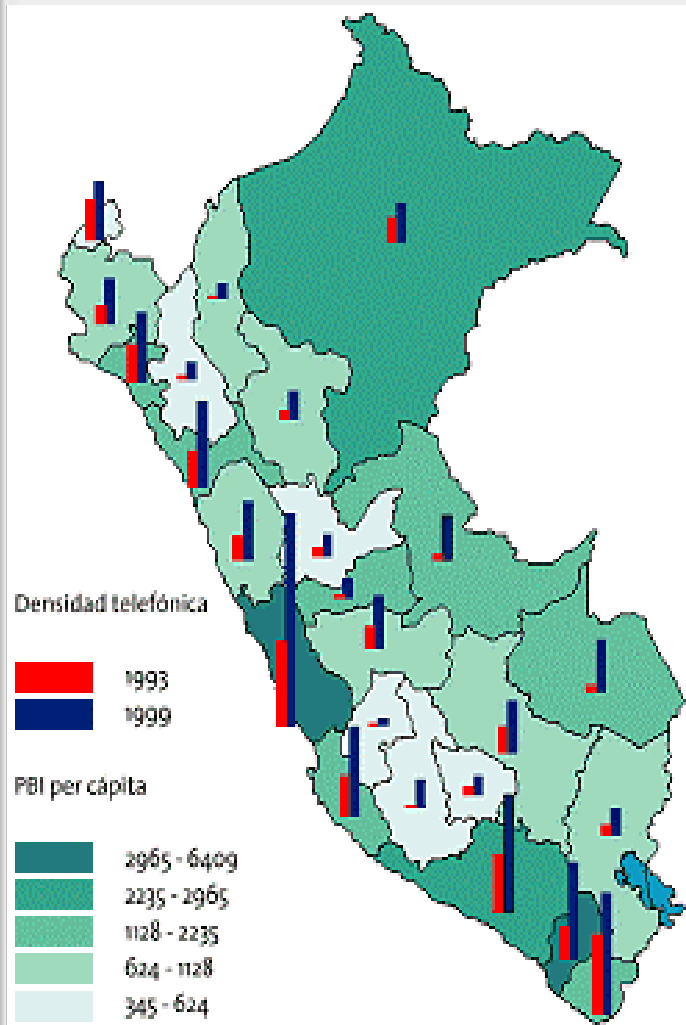 Densidad telefónica
1993
1999
PBI per cápita
2965 - 6409
2235 - 2965
1128 - 2235
624 - 1128
345 - 624